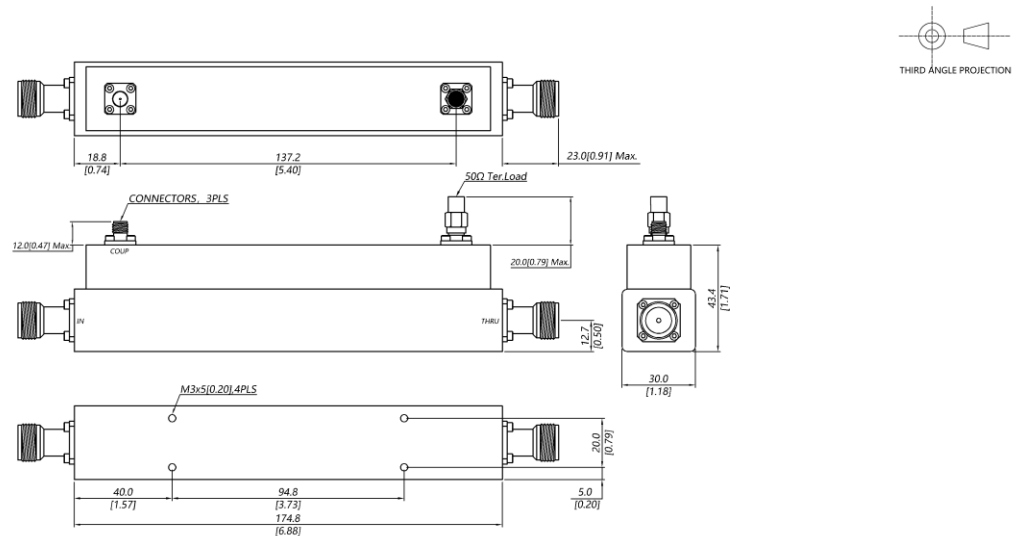 THIRD ANGLE PROJECTION
18.8
[0.74]
137.2
[5.40]
23.0[0.91] Max.
CONNECTORS, 3PLS
50Ω Ter.Load
12.0[0.47] Max.
COUP
20.0[0.79] Max.
IN
THRU
12.7
[0.50]
43.4
[1.71]
30.0
[1.18]
M3x5[0.20],4PLS
20.0
[0.79]
40.0
[1.57]
94.8
[3.73]
5.0
[0.20]
174.8
[6.88]